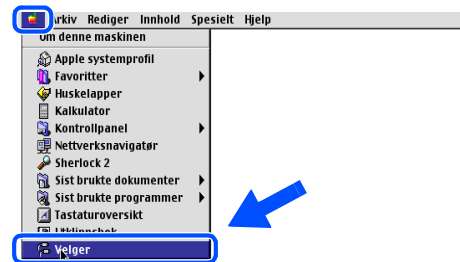 Arkiv Rediger Innhold Spesielt Hjelp
Om denne maskinen
Apple systemprofil
Favoritter
Huskelapper
Kalkulator
Kontrollpanel
Nettverksnavigatør
Sherlock 2
Sist brukte dokumenter
Sist brukte programmer
Tastaturoversikt
Utklippsbok
Velger